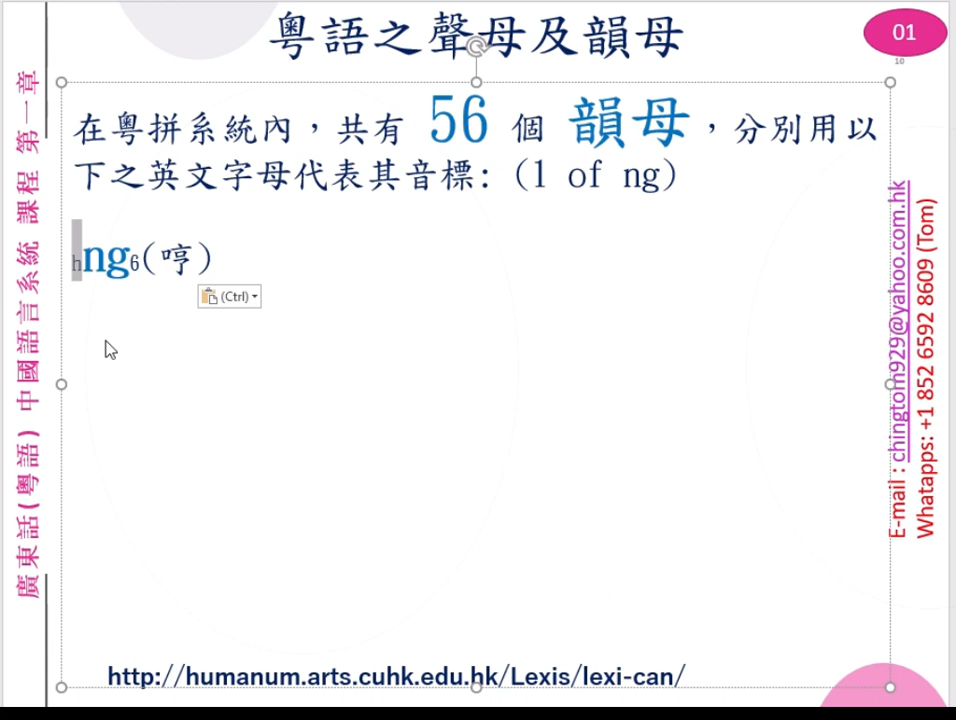 粵語之聲母及韻母
01
10
在粵拼系統內，共有 56 個 韻母，分別用以
下之英文字母代表其音標: (1 of ng)
hng6(哼)
(Ctrl)
廣東話(粵語) 中國語言系統 課程 第一章
E-mail : chingtom929@yahoo.com.hk
Whatapps: +1 852 6592 8609 (Tom)
http://humanum.arts.cuhk.edu.hk/Lexis/lexi-can/